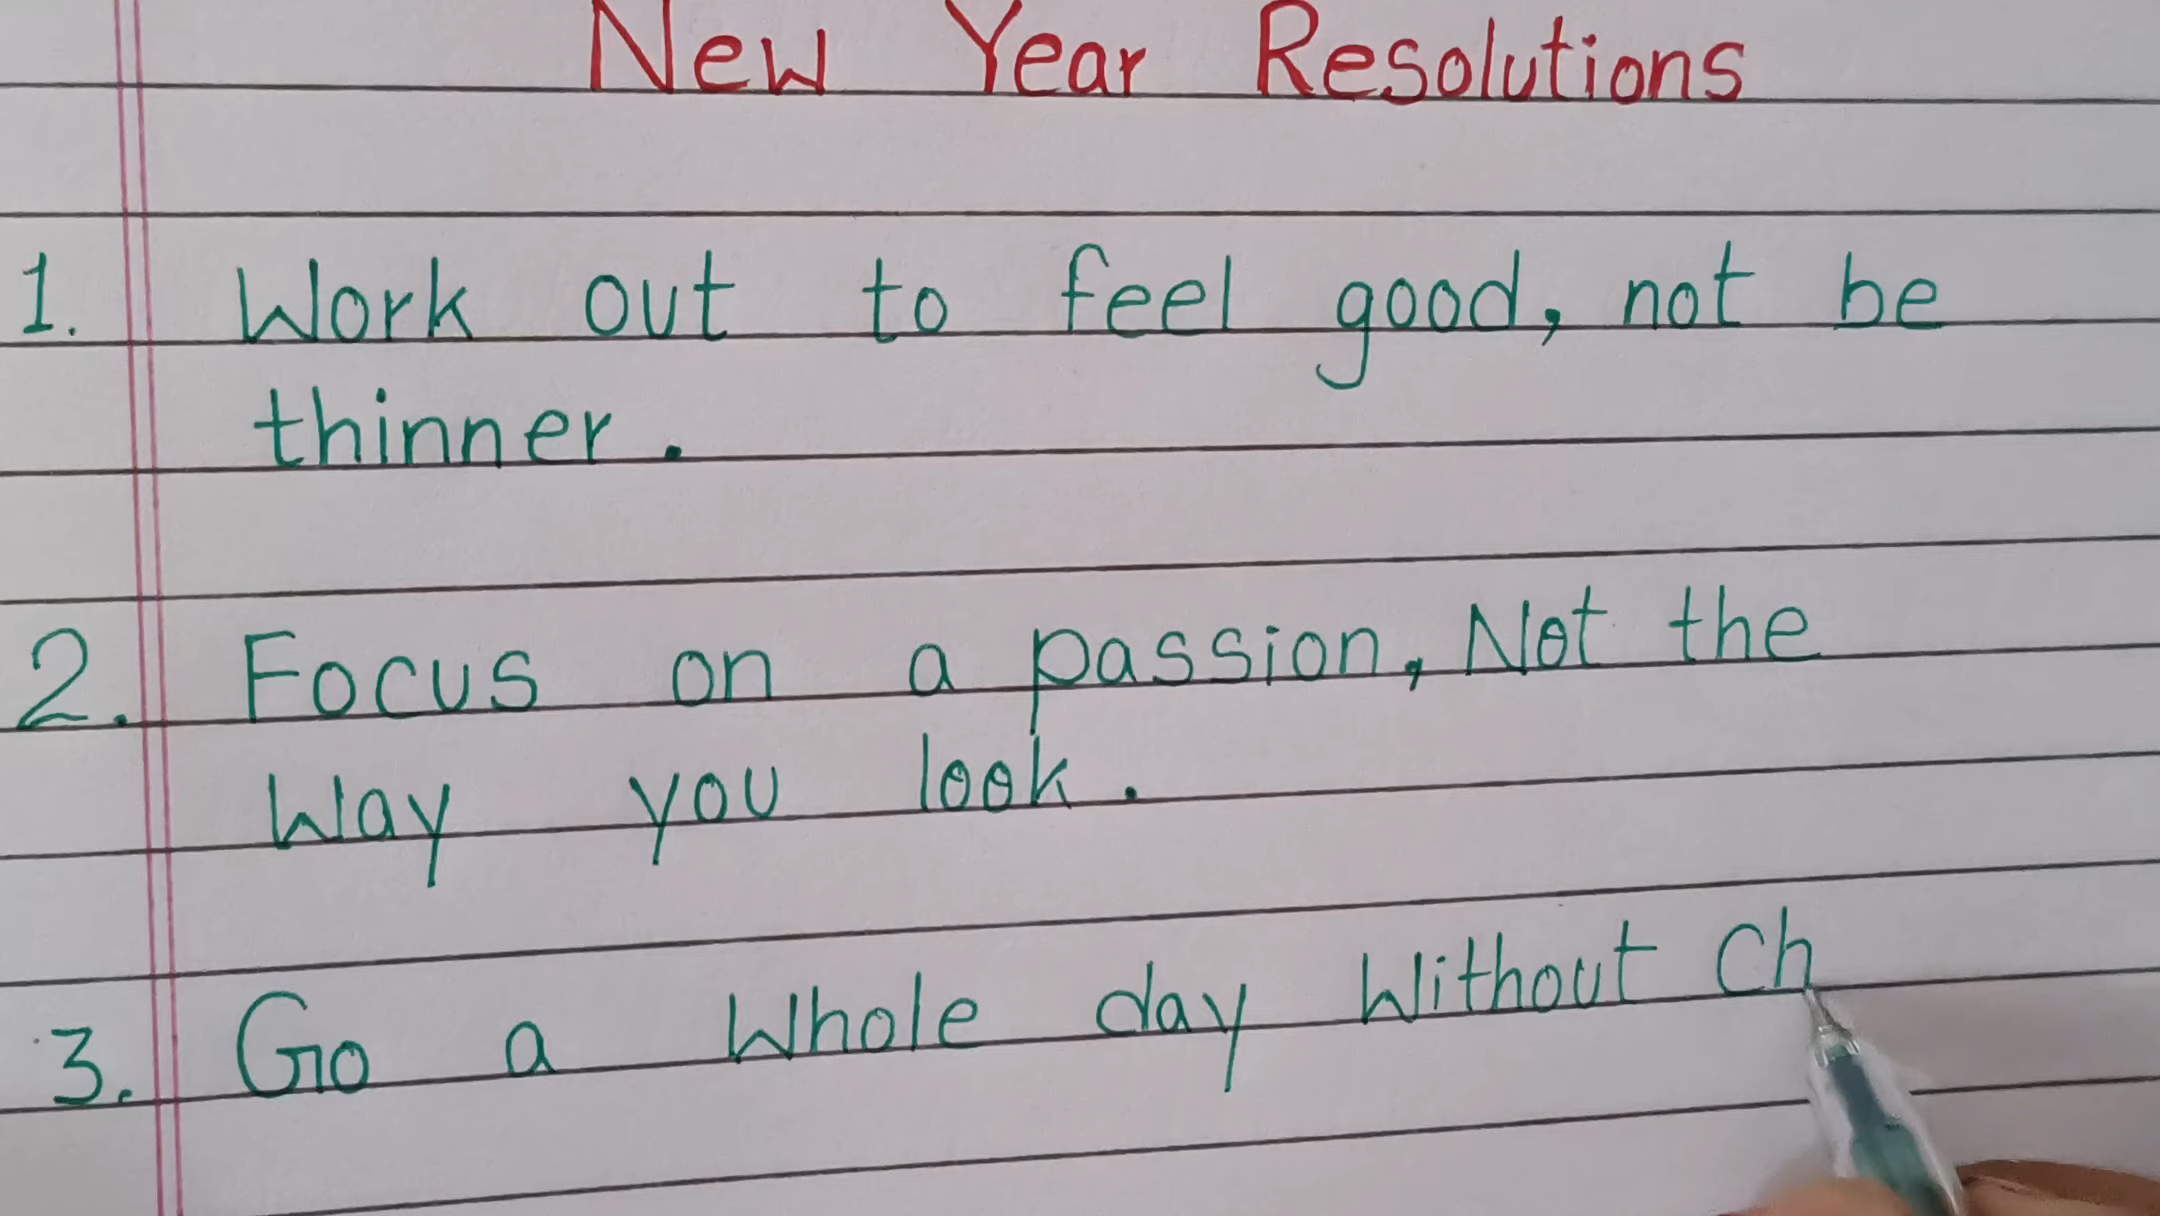 New Year Resolutions
1. Work out to feel good, not be
thinner.
2. Focus on a passion, Not the
Way you look.
3. Go a Whole day Without Ch